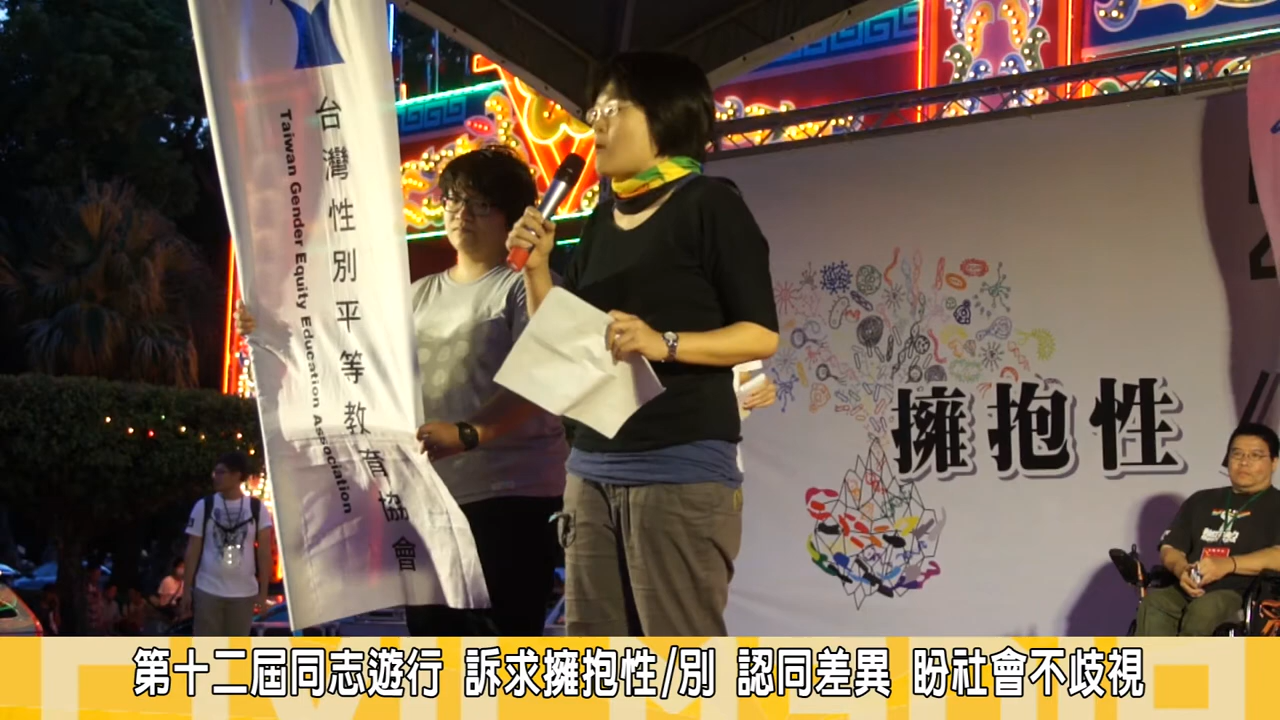 台灣性別平等教育協會
Taiwan Gender Equity Education Association
擁抱性
第十二屆同志遊行 訴求擁抱性/別 認同差異 盼社會不歧視